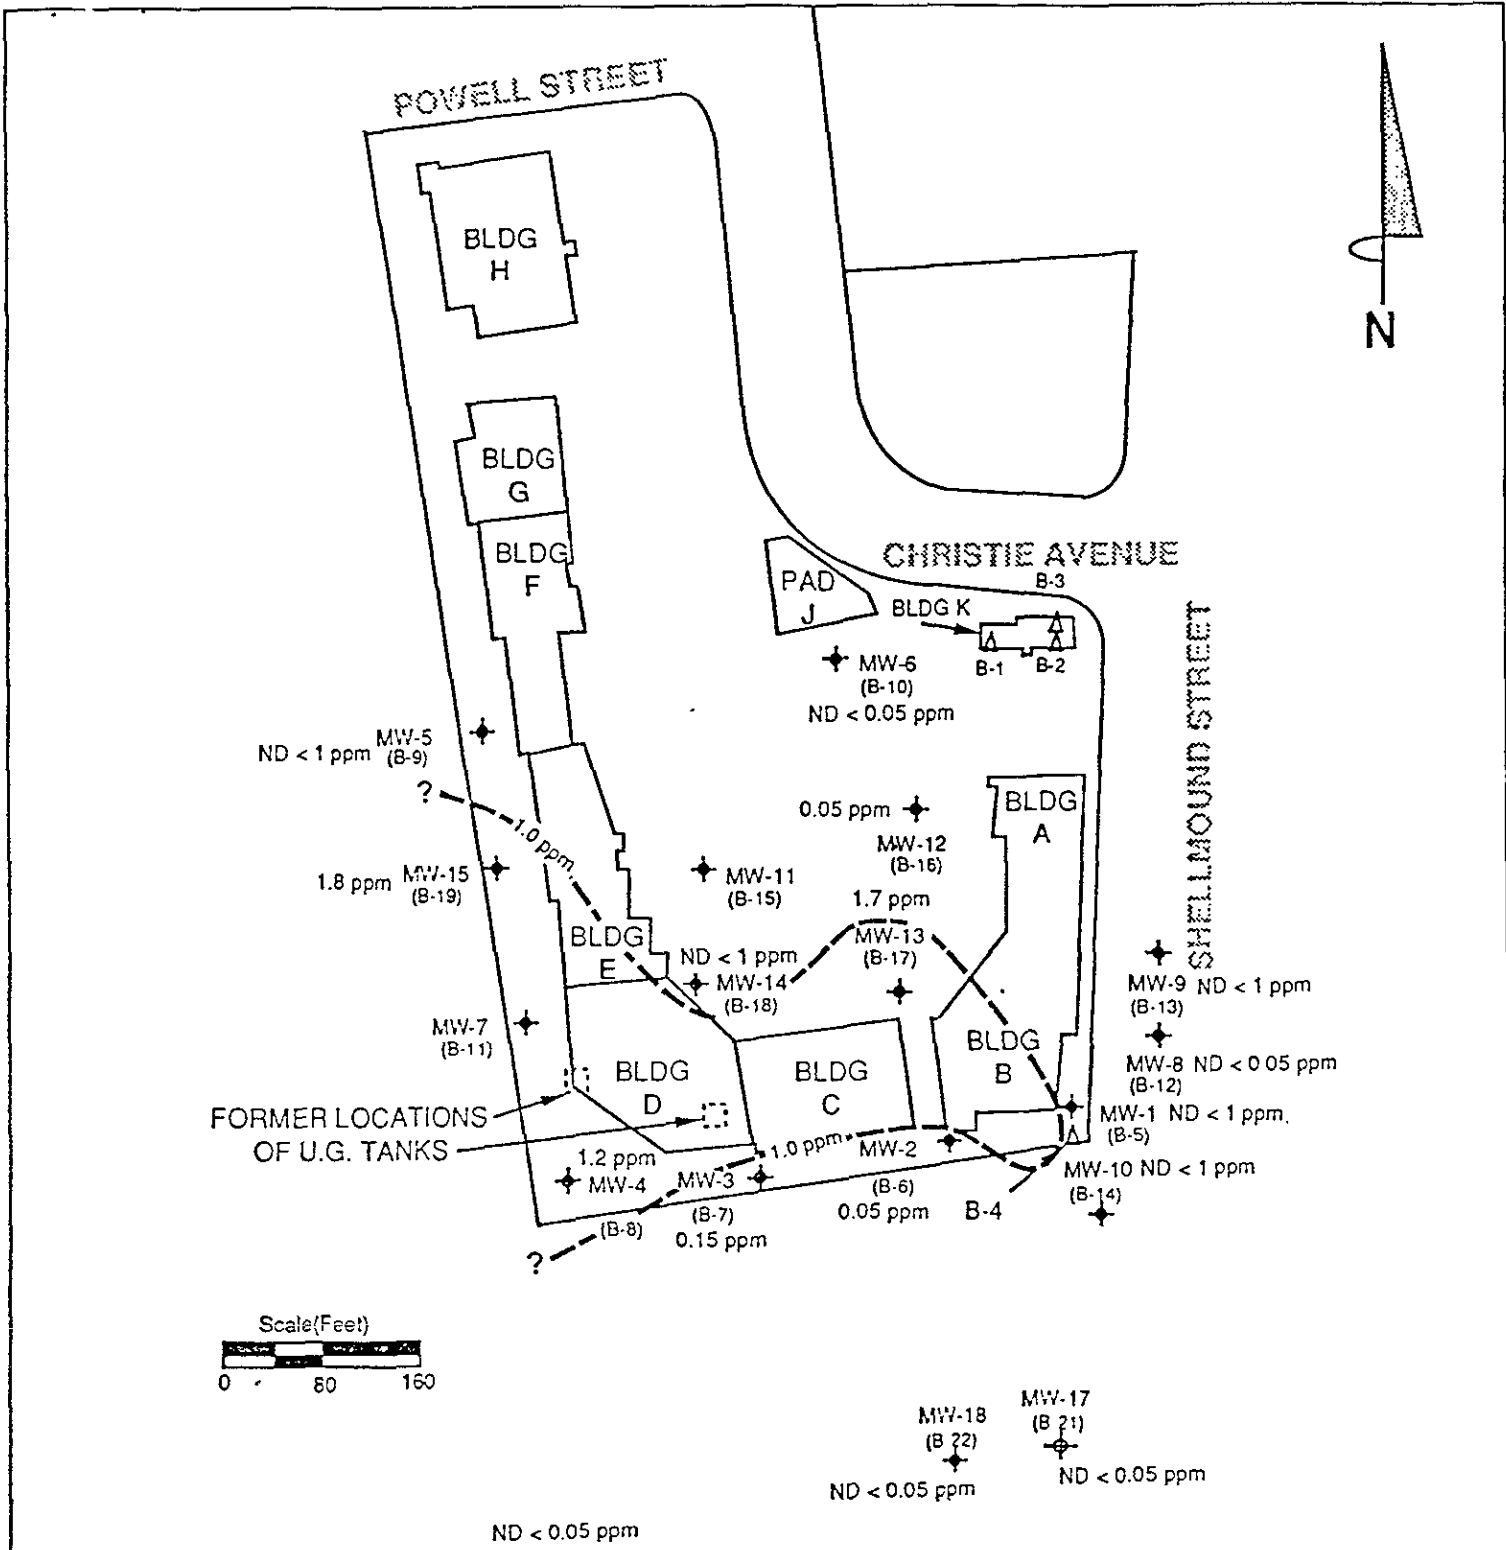 POWELL STREET
BLDG
H
N
BLDG
G
BLDG
F
CHRISTIE AVENUE
B-3
PAD
J
BLDG K
B-1
B-2
SHELLMOUND STREET
MW-6
(B-10)
ND < 0.05 ppm
ND < 1 ppm
MW-5
(B-9)
?
1.0 ppm
0.05 ppm
MW-12
(B-16)
BLDG
A
1.8 ppm
MW-15
(B-19)
MW-11
(B-15)
1.7 ppm
MW-13
(B-17)
BLDG
E
ND < 1 ppm
MW-14
(B-18)
MW-9 ND < 1 ppm
(B-13)
MW-7
(B-11)
BLDG
B
MW-8 ND < 0.05 ppm
(B-12)
BLDG
D
BLDG
C
FORMER LOCATIONS
OF U.G. TANKS
MW-1 ND < 1 ppm.
(B-5)
1.0 ppm
MW-2
(B-6)
0.05 ppm
1.2 ppm
MW-4
(B-8)
MW-3
(B-7)
0.15 ppm
MW-10 ND < 1 ppm
(B-14)
B-4
?
Scale(Feet)
0 80 160
MW-18
(B 22)
ND < 0.05 ppm
MW-17
(B 21)
ND < 0.05 ppm
ND < 0.05 ppm